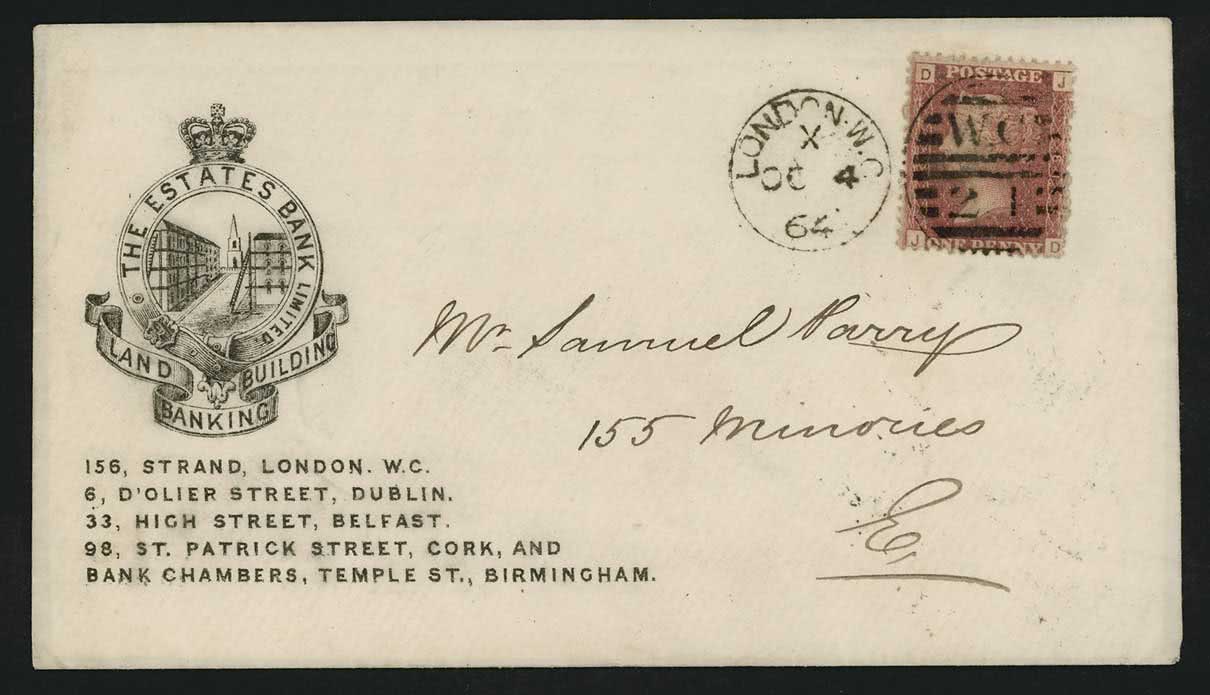 THE ESTATES BANK LIMITED.
LAND BANKING BUILDING
156, STRAND, LONDON. W.C.
6, D'OLIER STREET, DUBLIN.
33, HIGH STREET, BELFAST.
98, ST. PATRICK STREET, CORK, AND
BANK CHAMBERS, TEMPLE ST., BIRMINGHAM.
LONDON. W.C
X
OC 4
64
D POSTAGE J
W.C
21
J ONE PENNY D
Mr. Samuel Parry
155 Minories
E.